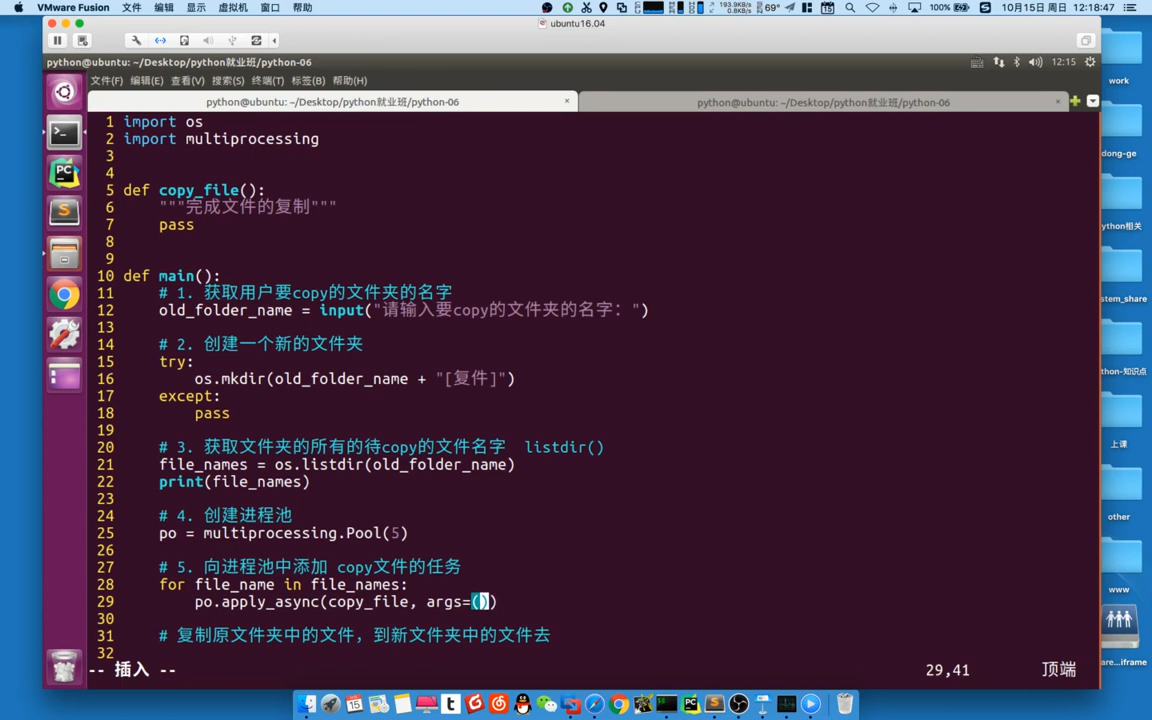 VMware Fusion 文件 编辑 显示 虚拟机 窗口 帮助 193.9KB/s 0.8KB/s 69° 15 100% 10月15日 周日 12:18:47
ubuntu16.04
python@ubuntu: ~/Desktop/python就业班/python-06 12:15
文件(F) 编辑(E) 查看(V) 搜索(S) 终端(T) 标签(B) 帮助(H)
python@ubuntu: ~/Desktop/python就业班/python-06 × python@ubuntu: ~/Desktop/python就业班/python-06 ×
1 import os
2 import multiprocessing
3
4
5 def copy_file():
6     """完成文件的复制"""
7     pass
8
9
10 def main():
11     # 1. 获取用户要copy的文件夹的名字
12     old_folder_name = input("请输入要copy的文件夹的名字：")
13
14     # 2. 创建一个新的文件夹
15     try:
16         os.mkdir(old_folder_name + "[复件]")
17     except:
18         pass
19
20     # 3. 获取文件夹的所有的待copy的文件名字  listdir()
21     file_names = os.listdir(old_folder_name)
22     print(file_names)
23
24     # 4. 创建进程池
25     po = multiprocessing.Pool(5)
26
27     # 5. 向进程池中添加 copy文件的任务
28     for file_name in file_names:
29         po.apply_async(copy_file, args=())
30
31     # 复制原文件夹中的文件，到新文件夹中的文件去
32
-- 插入 -- 29,41 顶端
work
dong-ge
ython相关
stem_share
thon-知识点
上课
other
www
are...iframe